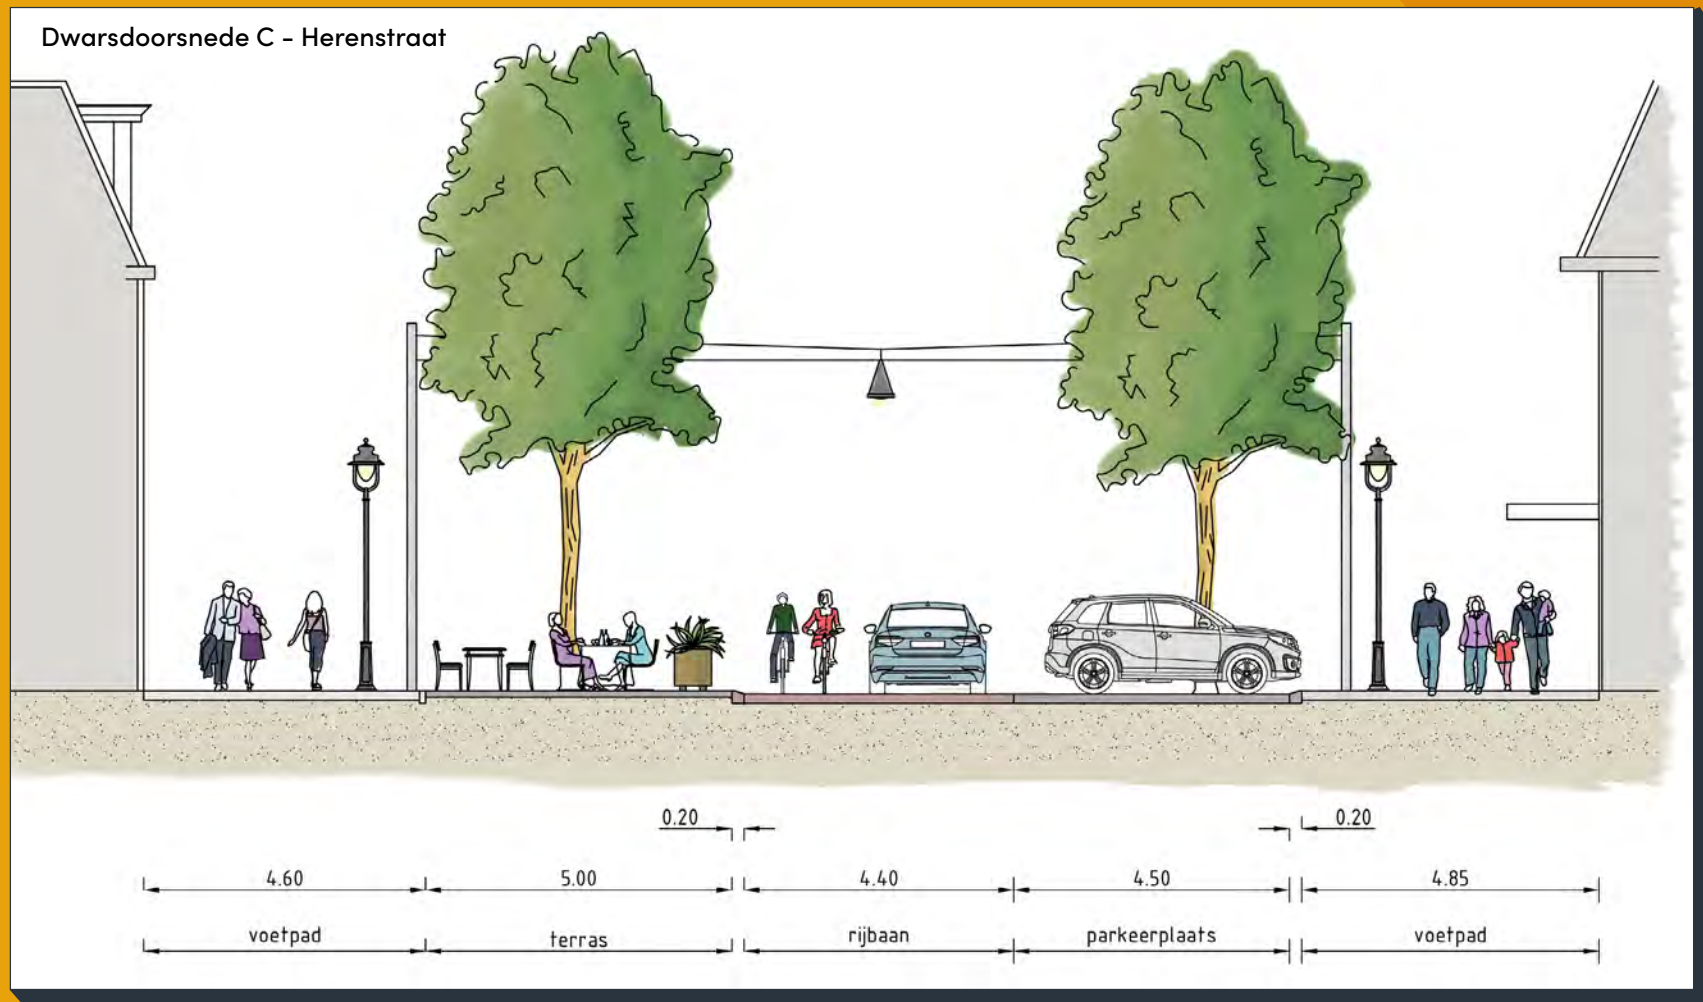 Dwarsdoorsnede C - Herenstraat
0.20 0.20
4.60 5.00 4.40 4.50 4.85
voetpad terras rijbaan parkeerplaats voetpad